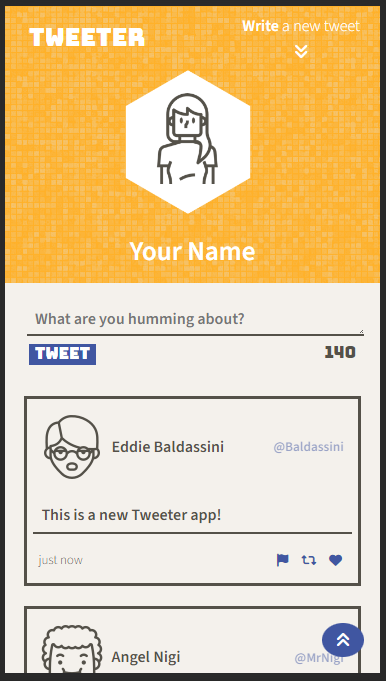 TWEETER
Write a new tweet
Your Name
What are you humming about?
TWEET
140
Eddie Baldassini
@Baldassini
This is a new Tweeter app!
just now
Angel Nigi